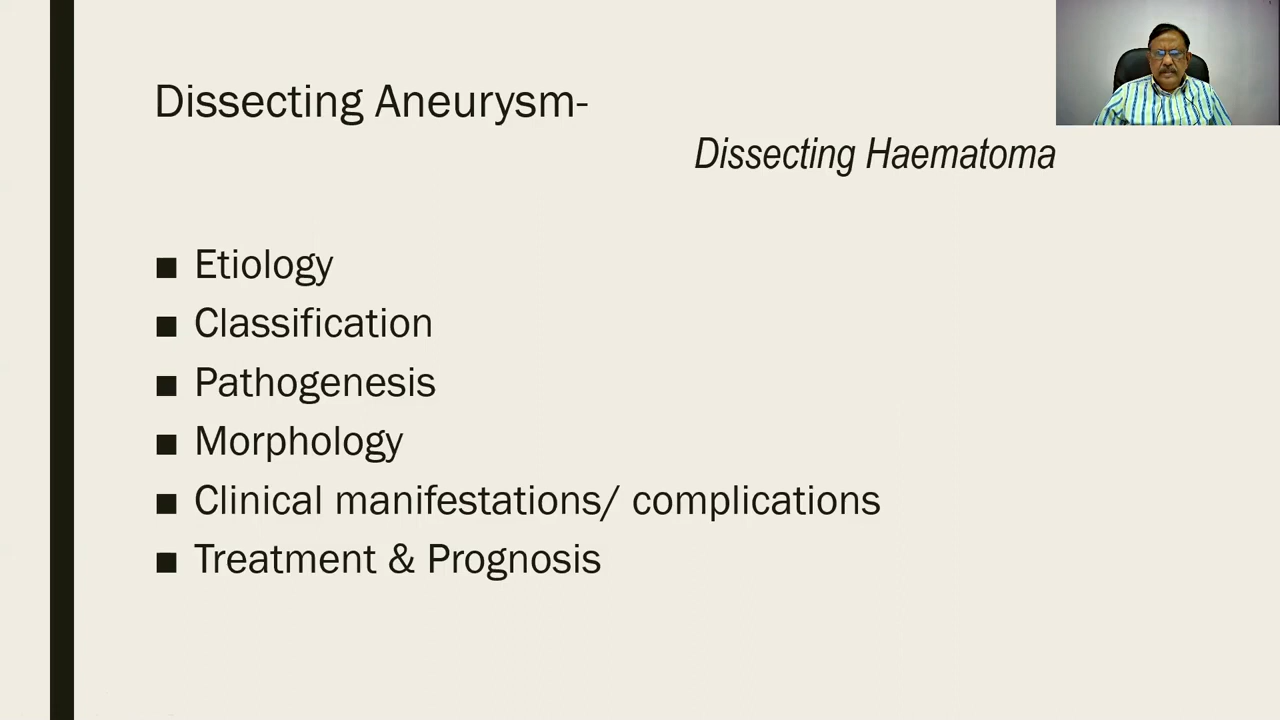 Dissecting Aneurysm-
Dissecting Haematoma
■ Etiology
■ Classification
■ Pathogenesis
■ Morphology
■ Clinical manifestations/ complications
■ Treatment & Prognosis